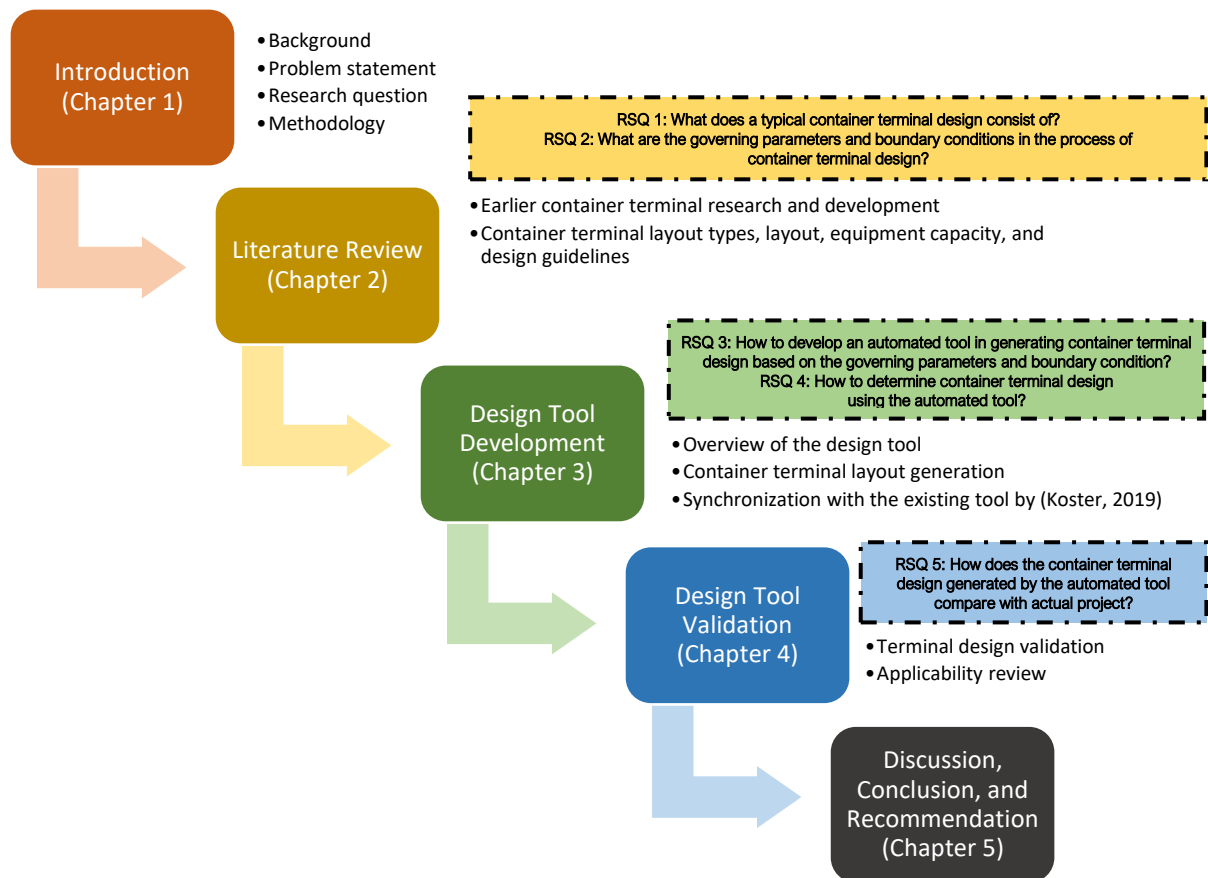 Introduction
(Chapter 1)
•Background
•Problem statement
•Research question
•Methodology
RSQ 1: What does a typical container terminal design consist of?
RSQ 2: What are the governing parameters and boundary conditions in the process of
container terminal design?
Literature Review
(Chapter 2)
•Earlier container terminal research and development
•Container terminal layout types, layout, equipment capacity, and
design guidelines
RSQ 3: How to develop an automated tool in generating container terminal
design based on the governing parameters and boundary condition?
RSQ 4: How to determine container terminal design
using the automated tool?
Design Tool
Development
(Chapter 3)
•Overview of the design tool
•Container terminal layout generation
•Synchronization with the existing tool by (Koster, 2019)
RSQ 5: How does the container terminal
design generated by the automated tool
compare with actual project?
Design Tool
Validation
(Chapter 4)
•Terminal design validation
•Applicability review
Discussion,
Conclusion, and
Recommendation
(Chapter 5)